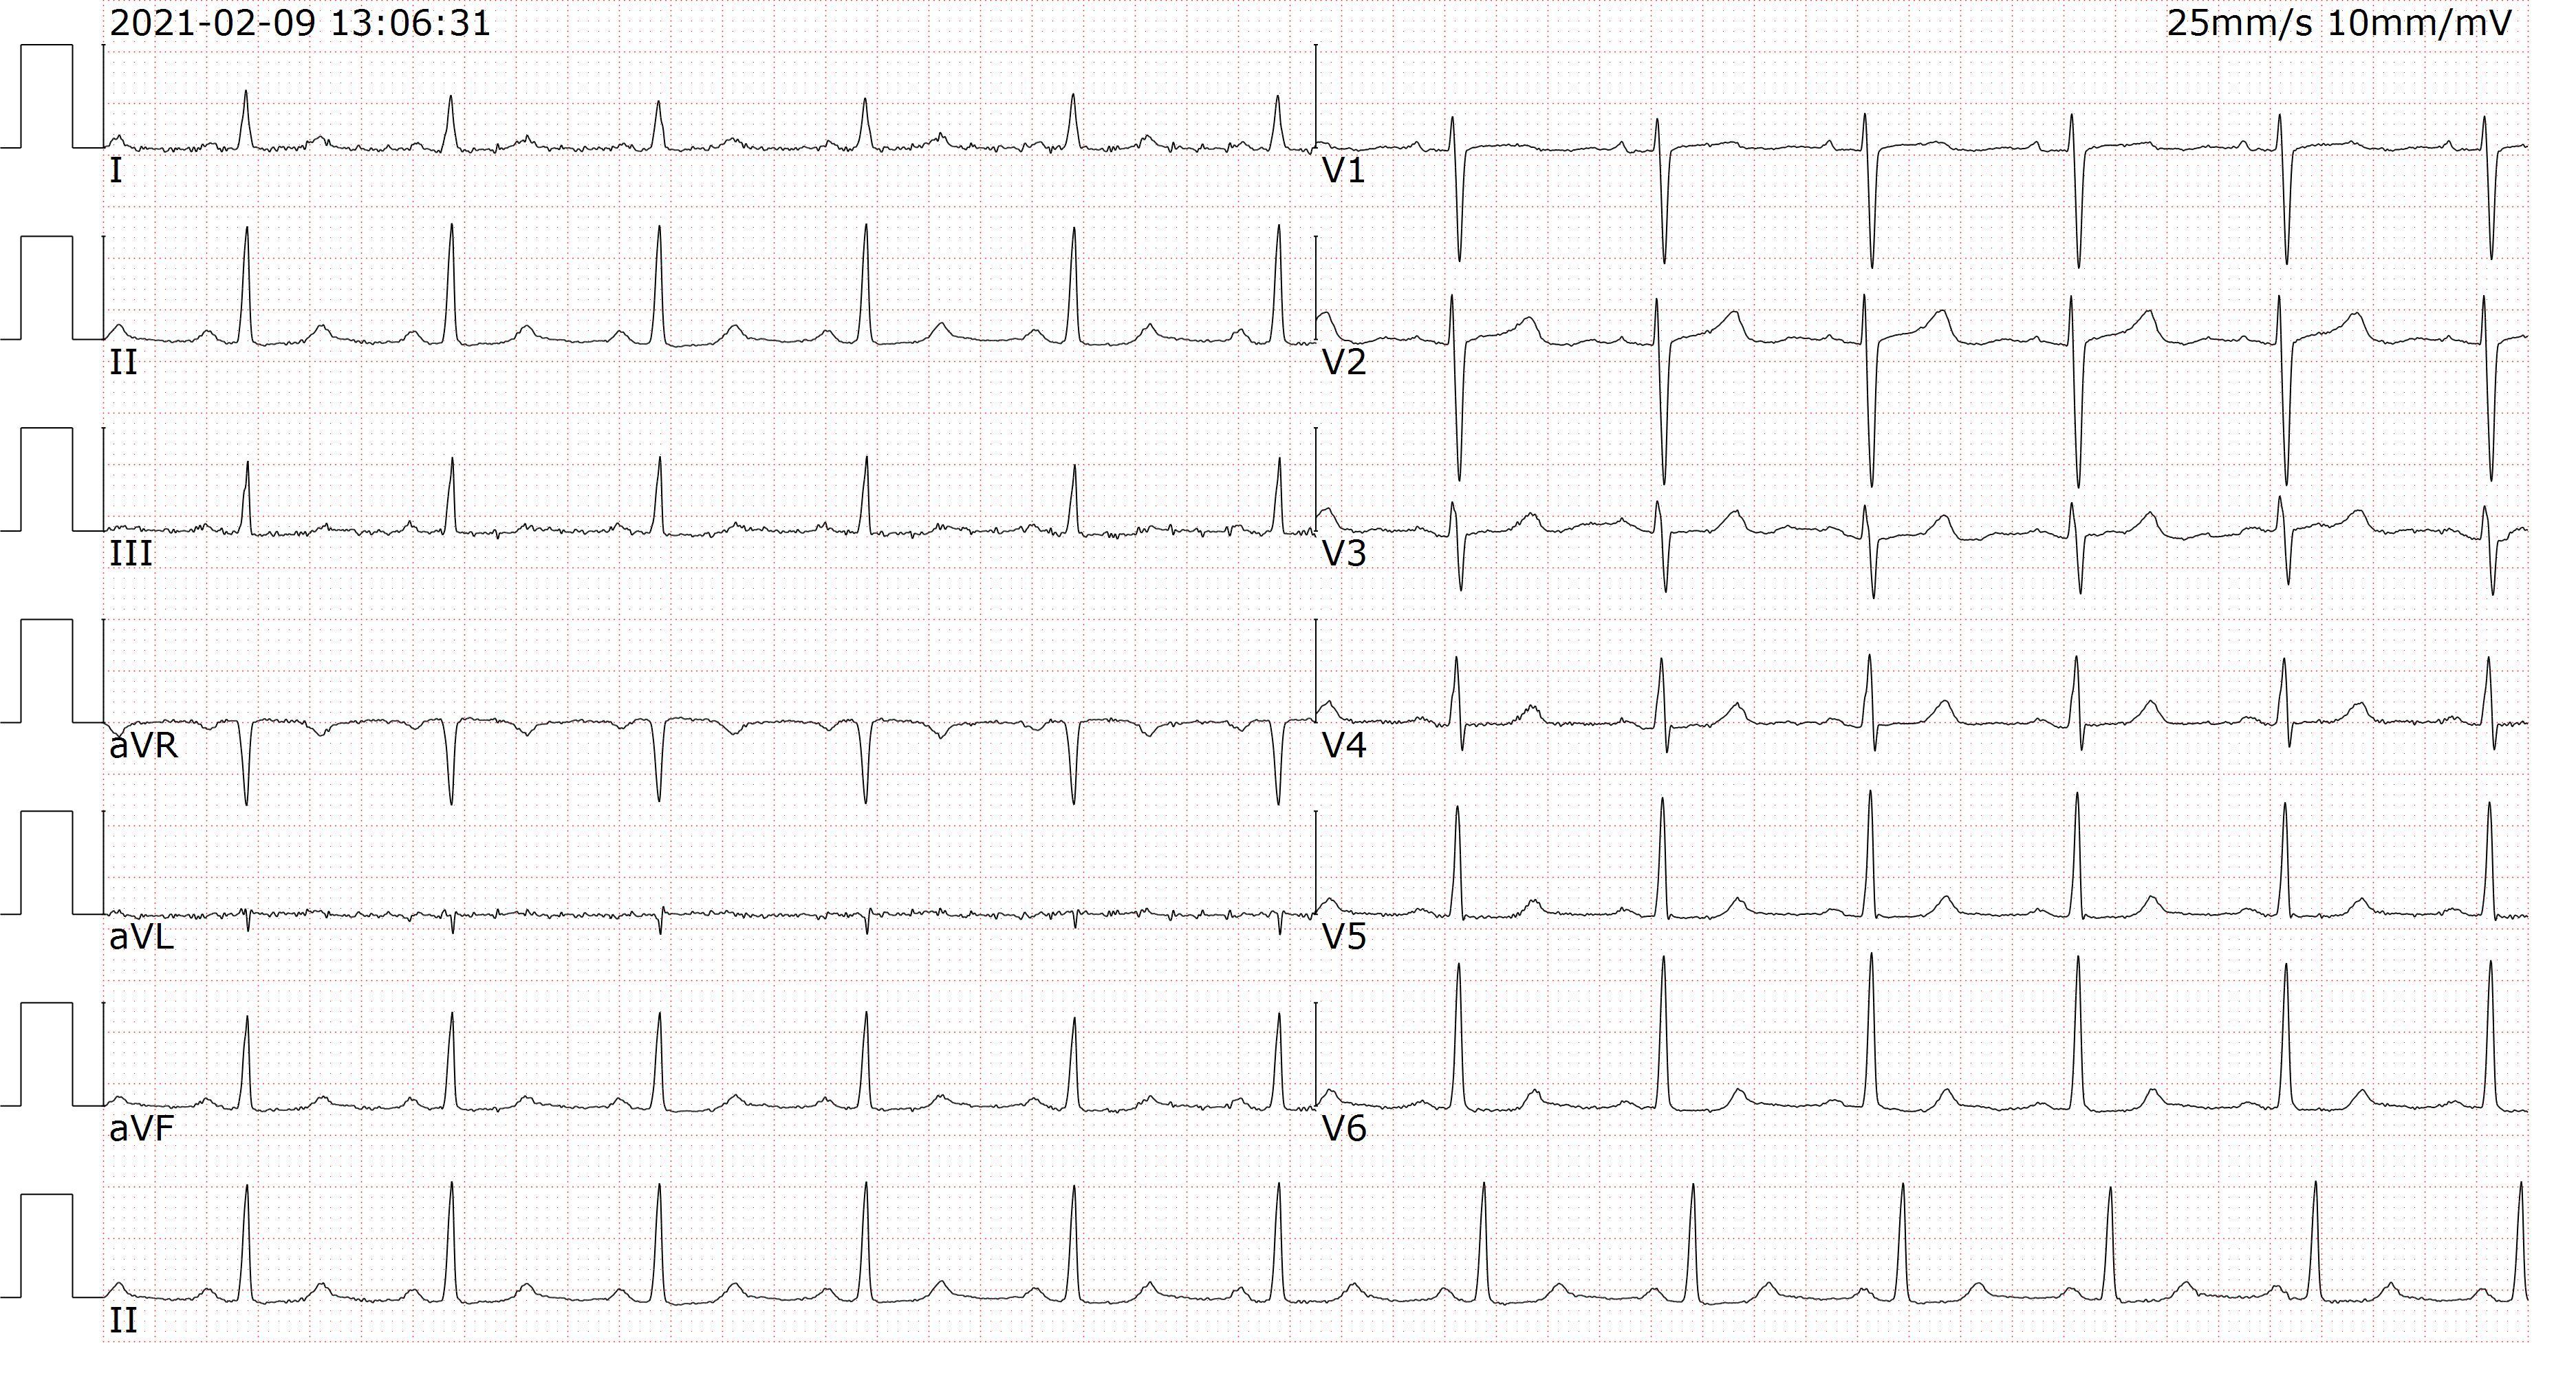 2021-02-09 13:06:31 25mm/s 10mm/mV
I V1
II V2
III V3
aVR V4
aVL V5
aVF V6
II